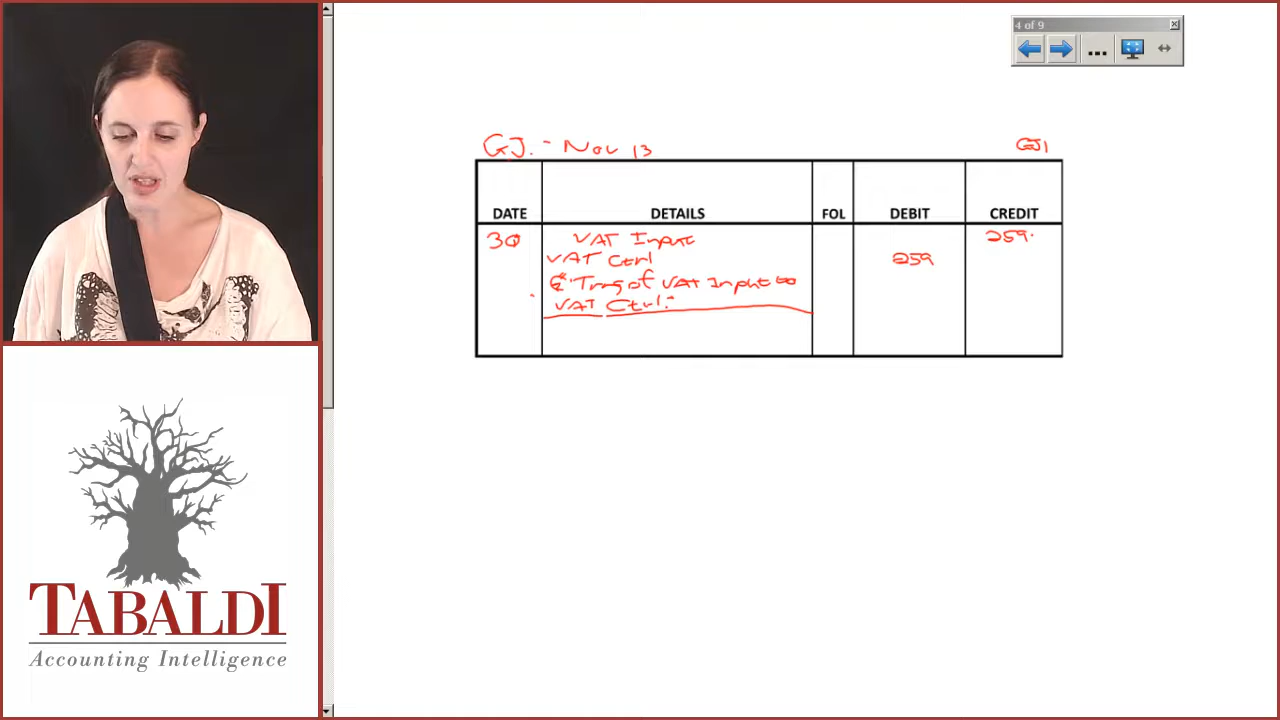 4 of 9
GJ. - Nov 13 GJ1
DATE DETAILS FOL DEBIT CREDIT
30 VAT Input 259
VAT Ctrl 259
of VAT Input to
VAT Ctrl.
TABALDI
Accounting Intelligence